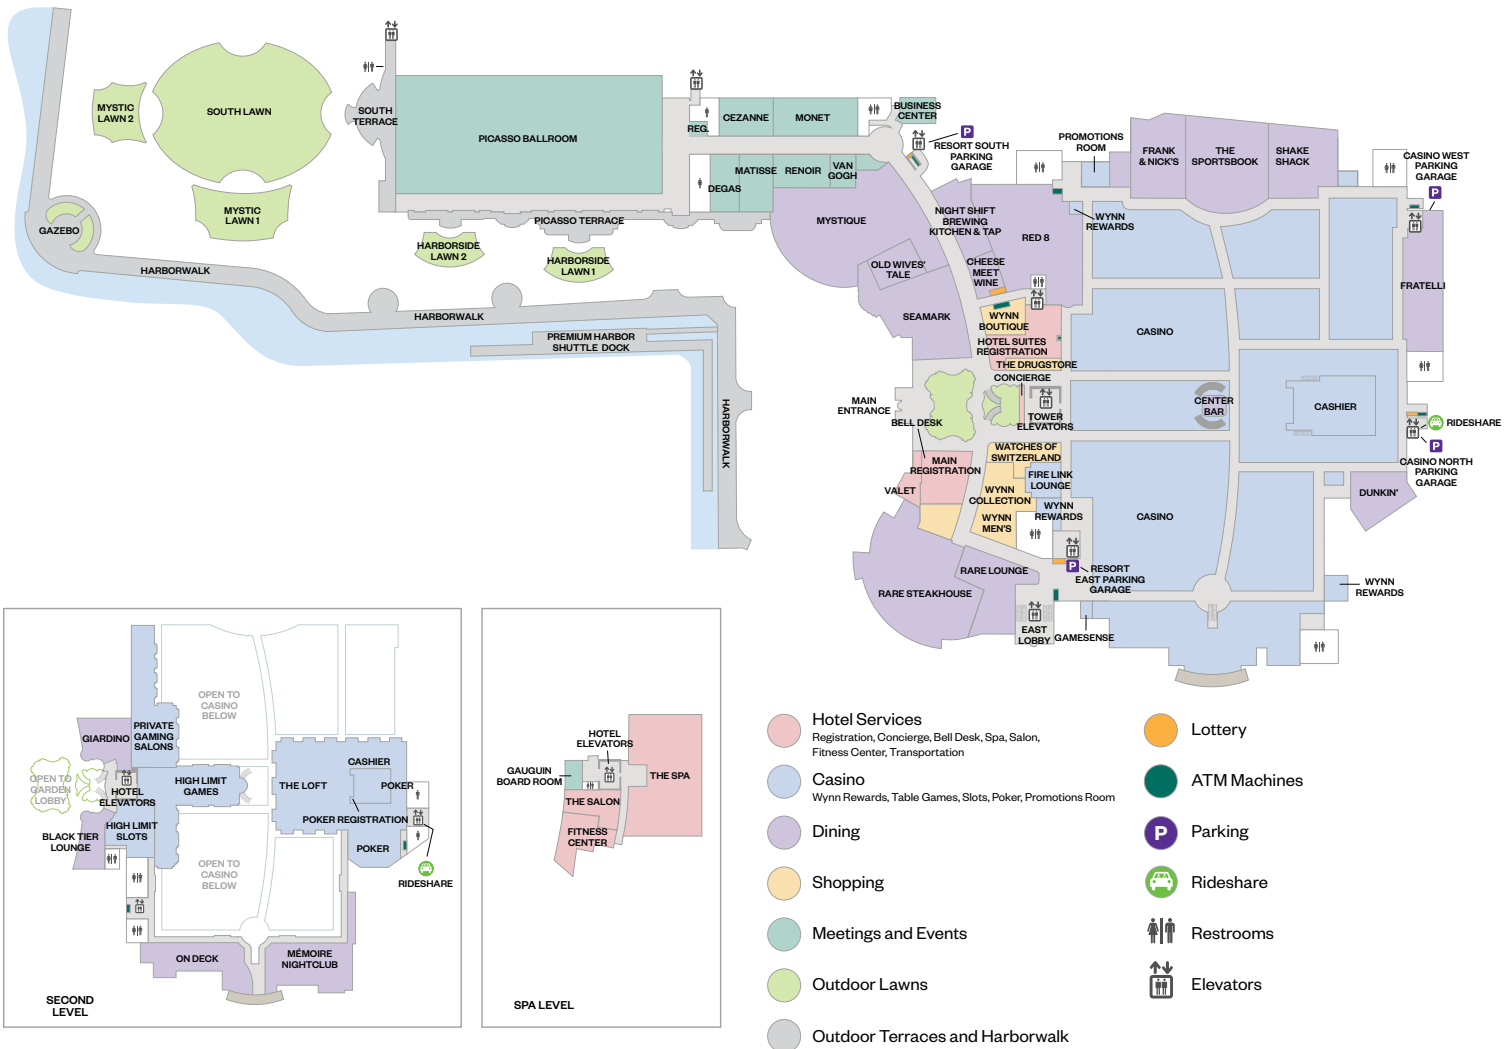 MYSTIC
LAWN 2
SOUTH LAWN
SOUTH
TERRACE
PICASSO BALLROOM
REG.
CEZANNE
MONET
BUSINESS
CENTER
P
RESORT SOUTH
PARKING
GARAGE
DEGAS
MATISSE
RENOIR
VAN
GOGH
MYSTIC
LAWN 1
GAZEBO
HARBORWALK
PICASSO TERRACE
HARBORSIDE
LAWN 2
HARBORSIDE
LAWN 1
HARBORWALK
PREMIUM HARBOR
SHUTTLE DOCK
HARBORWALK
MYSTIQUE
OLD WIVES'
TALE
SEAMARK
NIGHT SHIFT
BREWING
KITCHEN & TAP
RED 8
CHEESE
MEET
WINE
PROMOTIONS
ROOM
WYNN
REWARDS
FRANK
& NICK'S
THE
SPORTSBOOK
SHAKE
SHACK
CASINO WEST
PARKING
GARAGE
P
FRATELLI
WYNN
BOUTIQUE
HOTEL SUITES
REGISTRATION
THE DRUGSTORE
CONCIERGE
TOWER
ELEVATORS
MAIN
ENTRANCE
BELL DESK
CASINO
CENTER
BAR
CASHIER
RIDESHARE
P
CASINO NORTH
PARKING
GARAGE
MAIN
REGISTRATION
VALET
WATCHES OF
SWITZERLAND
FIRE LINK
LOUNGE
WYNN
COLLECTION
WYNN
REWARDS
WYNN
MEN'S
CASINO
DUNKIN'
RARE LOUNGE
RARE STEAKHOUSE
P
RESORT
EAST PARKING
GARAGE
EAST
LOBBY
GAMESENSE
WYNN
REWARDS
OPEN TO
CASINO
BELOW
PRIVATE
GAMING
SALONS
GIARDINO
OPEN TO
GARDEN
LOBBY
HOTEL
ELEVATORS
HIGH LIMIT
GAMES
THE LOFT
CASHIER
POKER
POKER REGISTRATION
POKER
HIGH LIMIT
SLOTS
BLACK TIER
LOUNGE
OPEN TO
CASINO
BELOW
RIDESHARE
ON DECK
MÉMOIRE
NIGHTCLUB
SECOND
LEVEL
HOTEL
ELEVATORS
GAUGUIN
BOARD ROOM
THE SPA
THE SALON
FITNESS
CENTER
SPA LEVEL
Hotel Services
Registration, Concierge, Bell Desk, Spa, Salon,
Fitness Center, Transportation
Casino
Wynn Rewards, Table Games, Slots, Poker, Promotions Room
Dining
Shopping
Meetings and Events
Outdoor Lawns
Outdoor Terraces and Harborwalk
Lottery
ATM Machines
P
Parking
Rideshare
Restrooms
Elevators